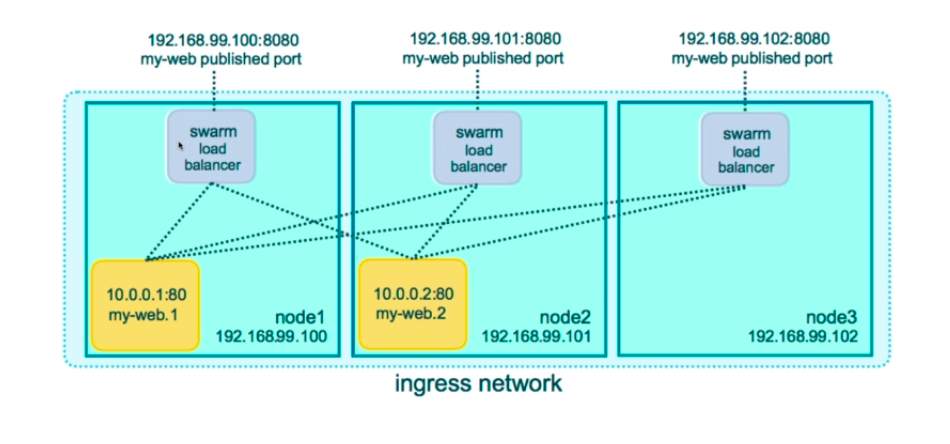 192.168.99.100:8080
my-web published port
192.168.99.101:8080
my-web published port
192.168.99.102:8080
my-web published port
swarm
load
balancer
swarm
load
balancer
swarm
load
balancer
10.0.0.1:80
my-web.1
node1
192.168.99.100
10.0.0.2:80
my-web.2
node2
192.168.99.101
node3
192.168.99.102
ingress network